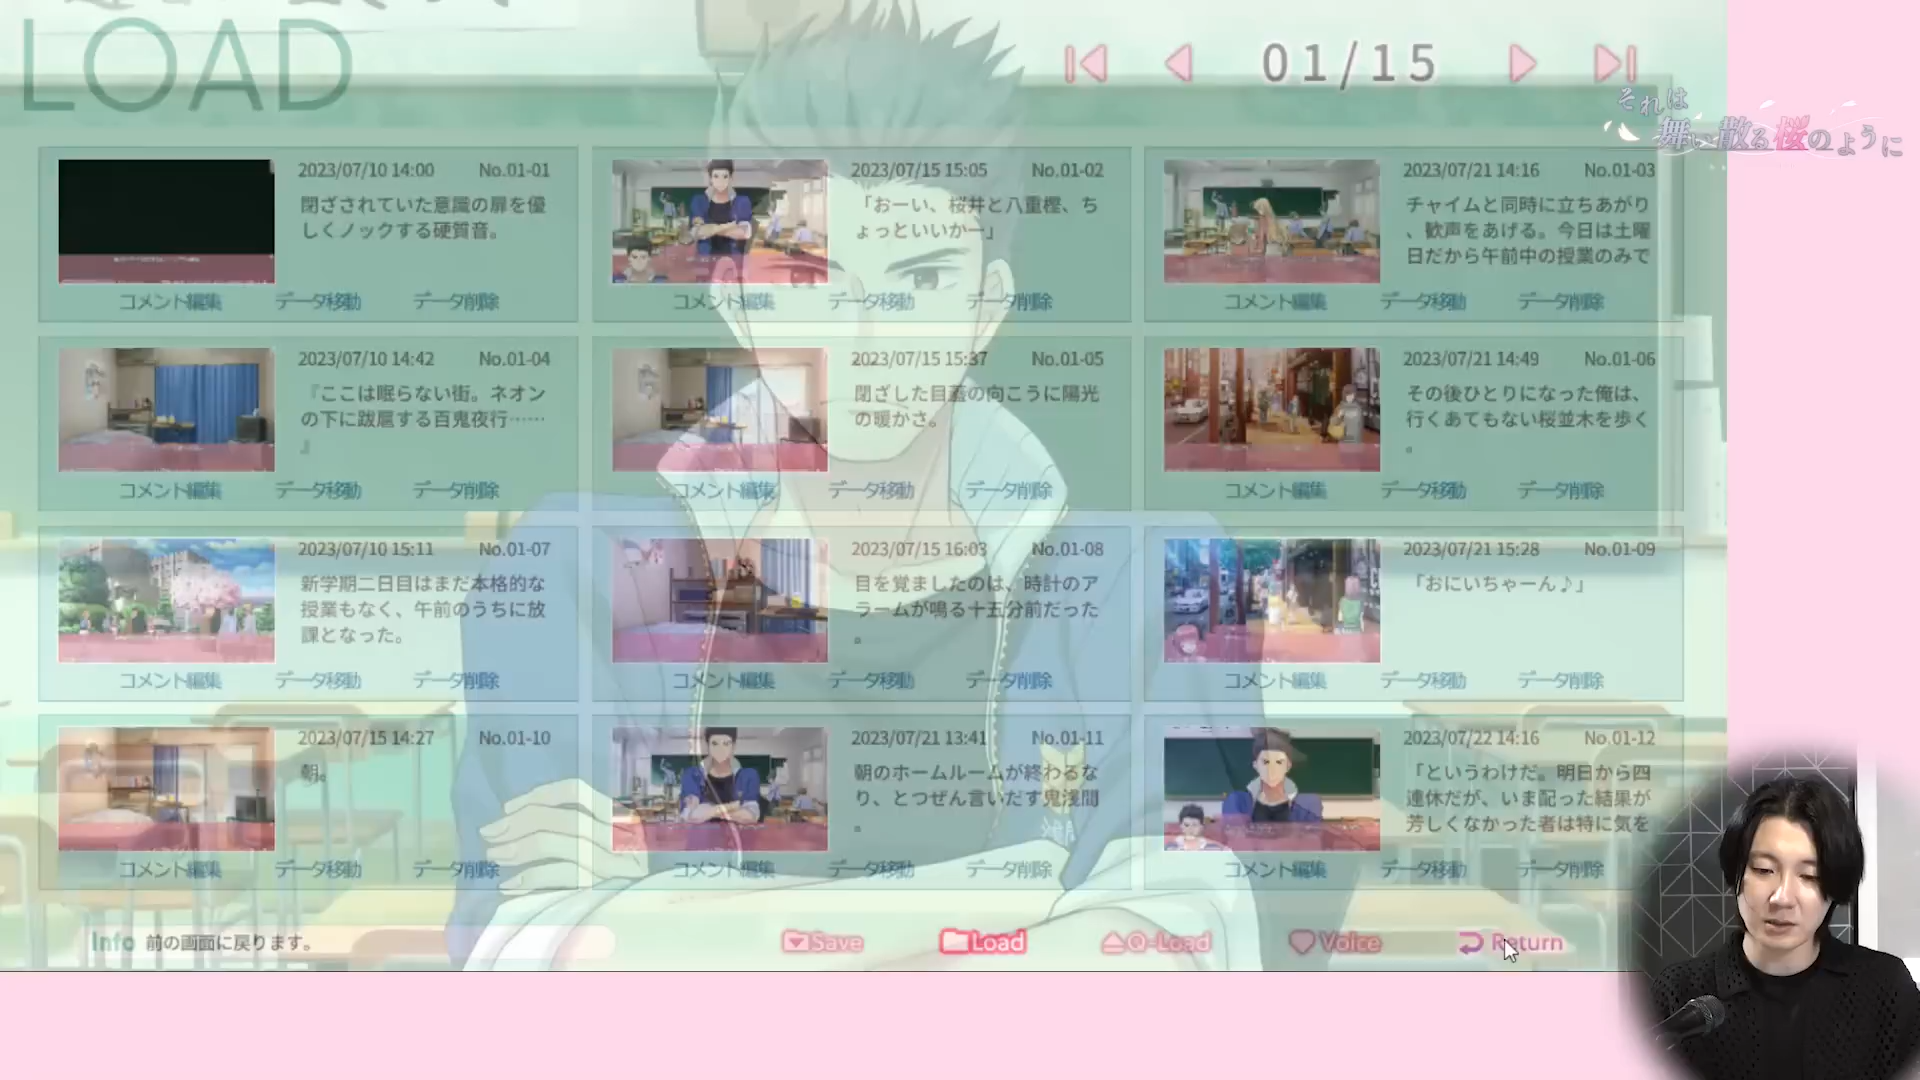 LOAD
01/15
それは
舞い散る桜のように
2023/07/10 14:00 No.01-01
閉ざされていた意識の扉を優
しくノックする硬質音。
コメント編集 データ移動 データ削除
2023/07/15 15:05 No.01-02
「おーい、桜井と八重樫、ち
ょっといいかー」
コメント編集 データ移動 データ削除
2023/07/21 14:16 No.01-03
チャイムと同時に立ちあがり
、歓声をあげる。今日は土曜
日だから午前中の授業のみで
コメント編集 データ移動 データ削除
2023/07/10 14:42 No.01-04
『ここは眠らない街。ネオン
の下に跋扈する百鬼夜行……
』
コメント編集 データ移動 データ削除
2023/07/15 15:37 No.01-05
閉ざした目蓋の向こうに陽光
の暖かさ。
コメント編集 データ移動 データ削除
2023/07/21 14:49 No.01-06
その後ひとりになった俺は、
行くあてもない桜並木を歩く
。
コメント編集 データ移動 データ削除
2023/07/10 15:11 No.01-07
新学期二日目はまだ本格的な
授業もなく、午前のうちに放
課となった。
コメント編集 データ移動 データ削除
2023/07/15 16:03 No.01-08
目を覚ましたのは、時計のア
ラームが鳴る十五分前だった
。
コメント編集 データ移動 データ削除
2023/07/21 15:28 No.01-09
「おにいちゃーん♪」
コメント編集 データ移動 データ削除
2023/07/15 14:27 No.01-10
朝。
コメント編集 データ移動 データ削除
2023/07/21 13:41 No.01-11
朝のホームルームが終わるな
り、とつぜん言いだす鬼浅間
。
コメント編集 データ移動 データ削除
2023/07/22 14:16 No.01-12
「というわけだ。明日から四
連休だが、いま配った結果が
芳しくなかった者は特に気を
コメント編集 データ移動 データ削除
Info 前の画面に戻ります。
Save Load Q-Load Voice Return